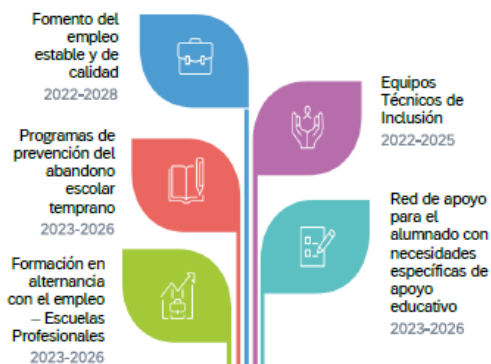 Fomento del
empleo
estable y de
calidad
2022-2028
Equipos
Técnicos de
Inclusión
2022-2025
Programas de
prevención del
abandono
escolar
temprano
2023-2026
Red de apoyo
para el
alumnado con
necesidades
específicas de
apoyo
educativo
2023-2026
Formación en
alternancia
con el empleo
– Escuelas
Profesionales
2023-2026